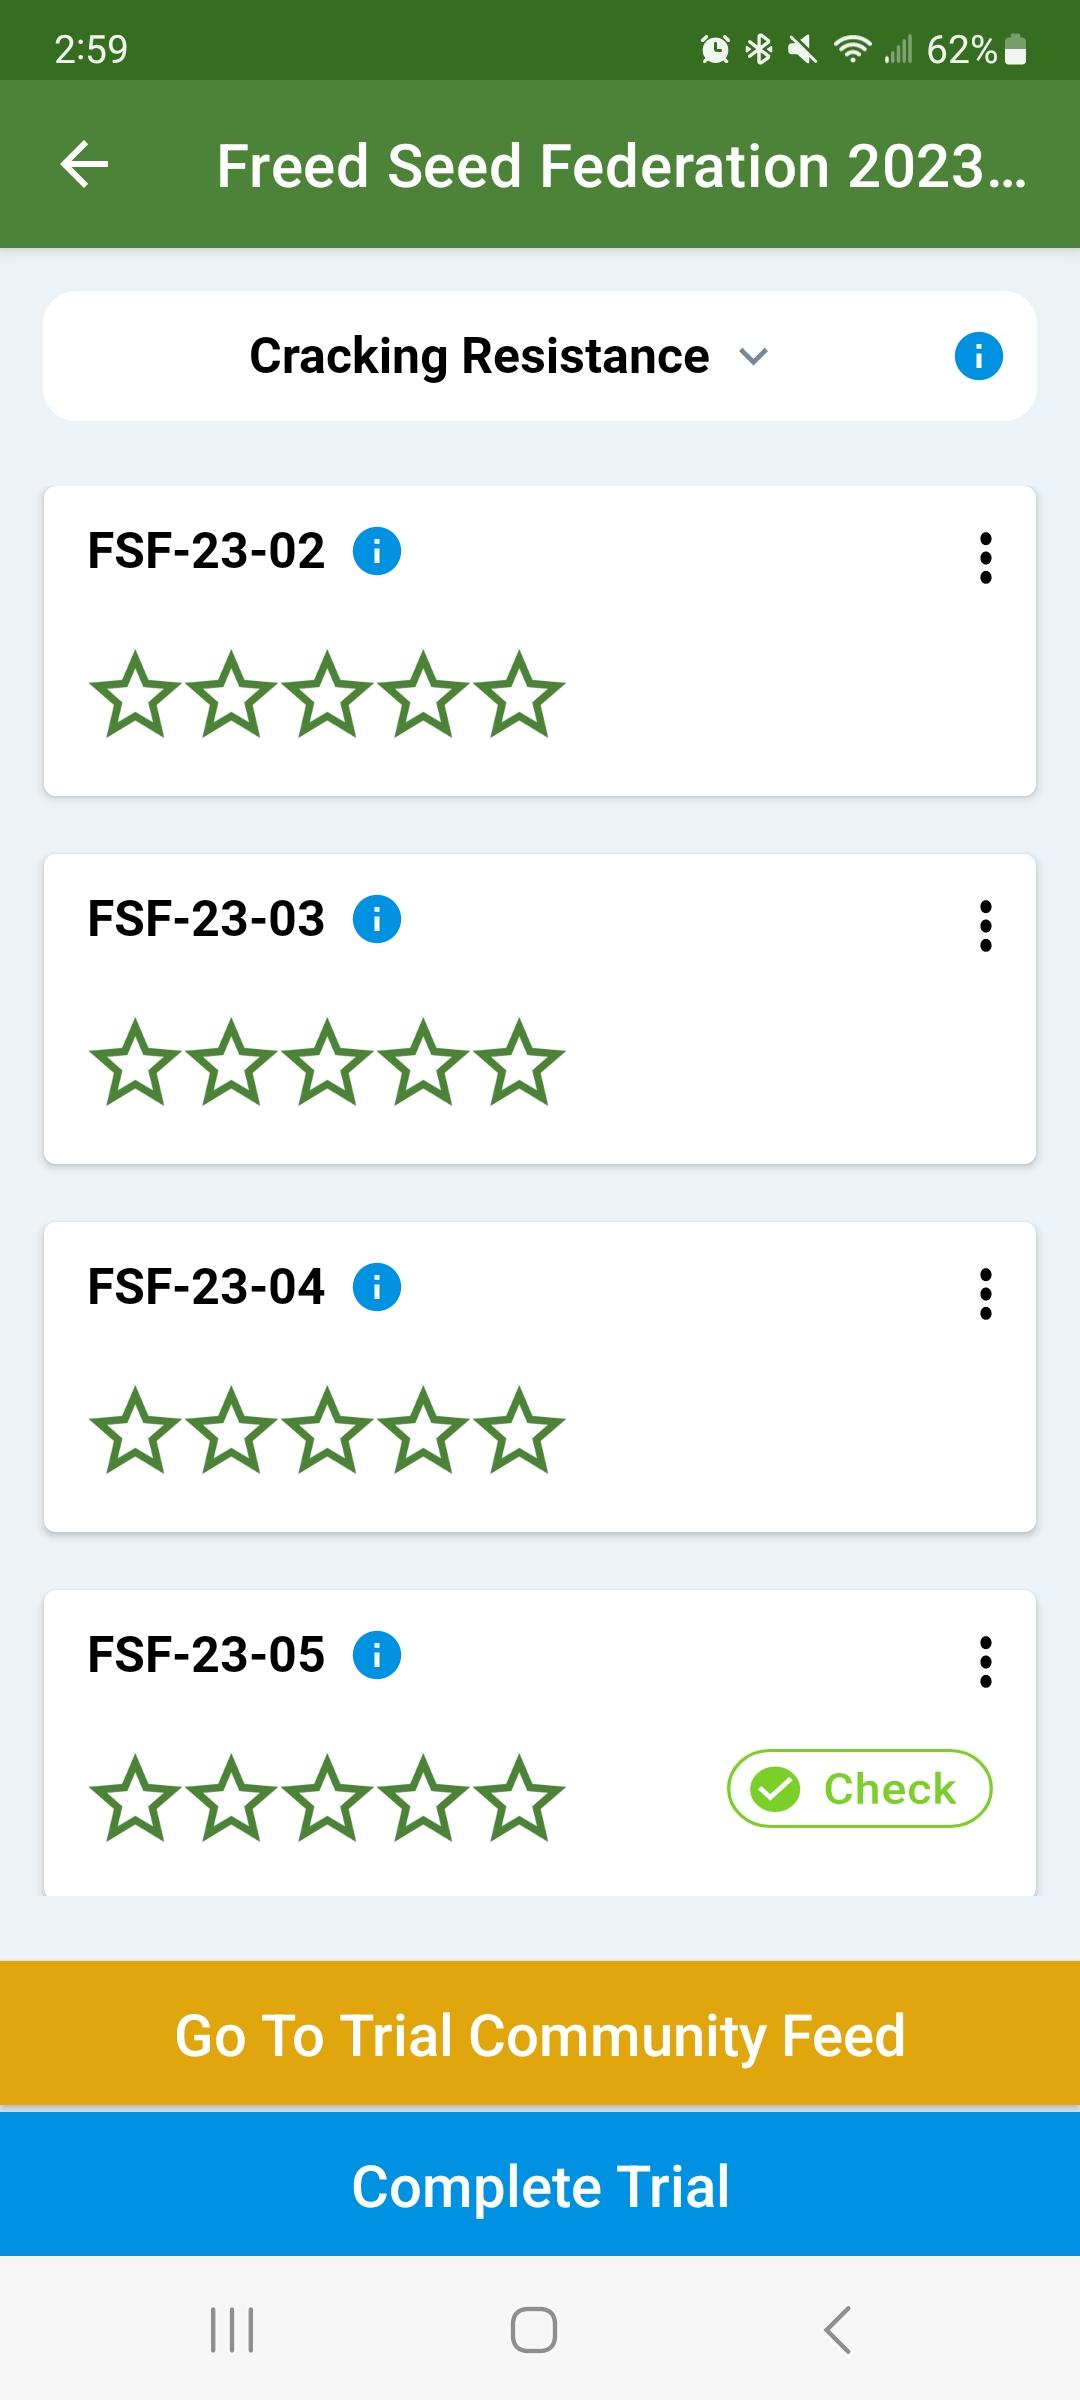 2:59
62%
Freed Seed Federation 2023...
Cracking Resistance
FSF-23-02
FSF-23-03
FSF-23-04
FSF-23-05
Check
Go To Trial Community Feed
Complete Trial